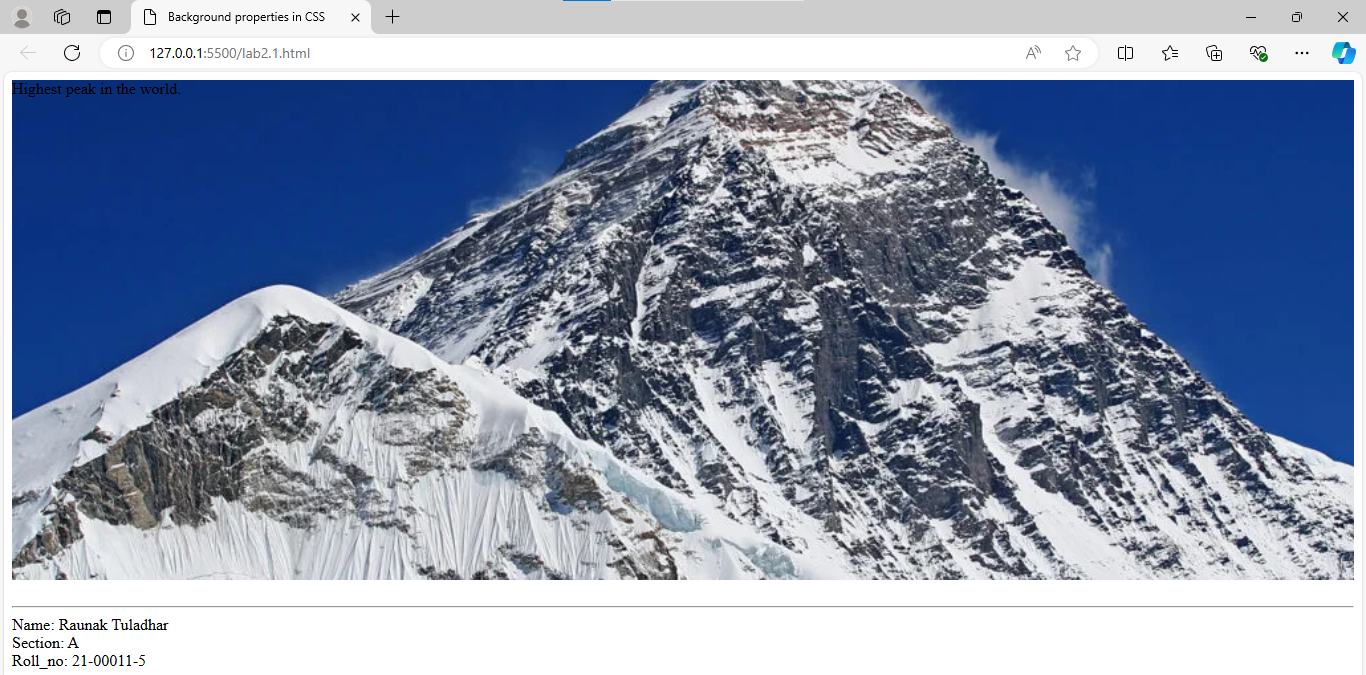 Background properties in CSS
127.0.0.1:5500/lab2.1.html
Highest peak in the world.
Name: Raunak Tuladhar
Section: A
Roll_no: 21-00011-5